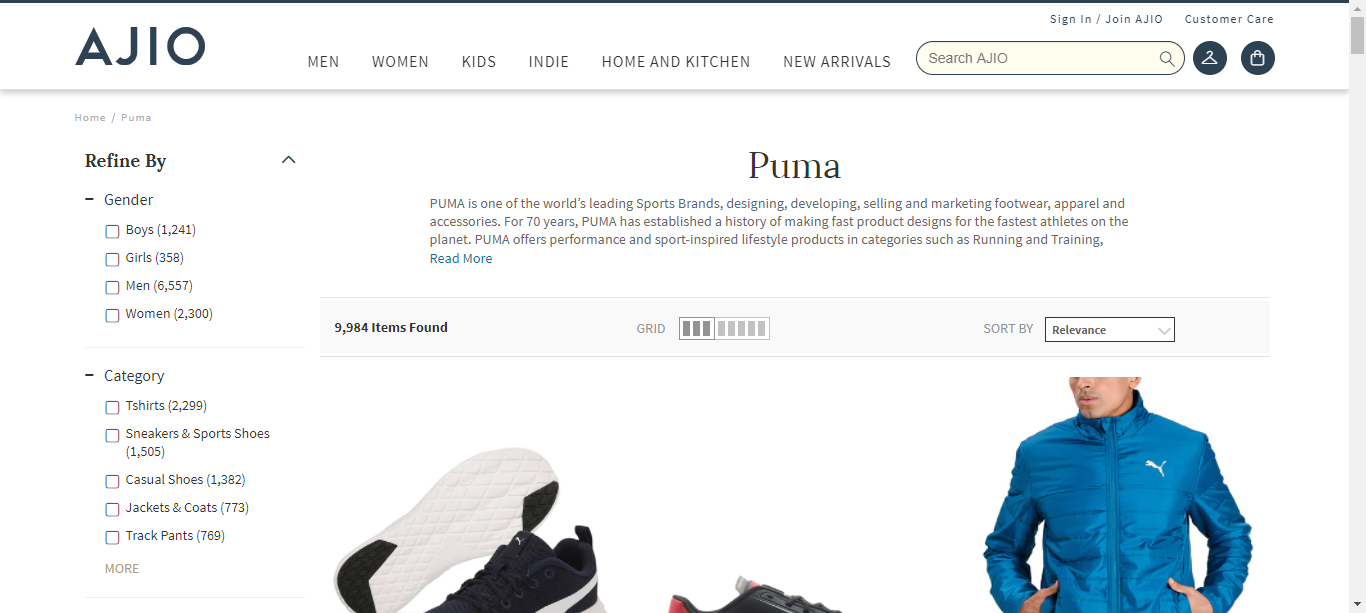 Sign In / Join AJIO
Customer Care
AJIO
MEN
WOMEN
KIDS
INDIE
HOME AND KITCHEN
NEW ARRIVALS
Search AJIO
Home / Puma
Refine By
Gender
Boys (1,241)
Girls (358)
Men (6,557)
Women (2,300)
Category
Tshirts (2,299)
Sneakers & Sports Shoes
(1,505)
Casual Shoes (1,382)
Jackets & Coats (773)
Track Pants (769)
MORE
Puma
PUMA is one of the world’s leading Sports Brands, designing, developing, selling and marketing footwear, apparel and
accessories. For 70 years, PUMA has established a history of making fast product designs for the fastest athletes on the
planet. PUMA offers performance and sport-inspired lifestyle products in categories such as Running and Training,
Read More
9,984 Items Found
GRID
SORT BY
Relevance